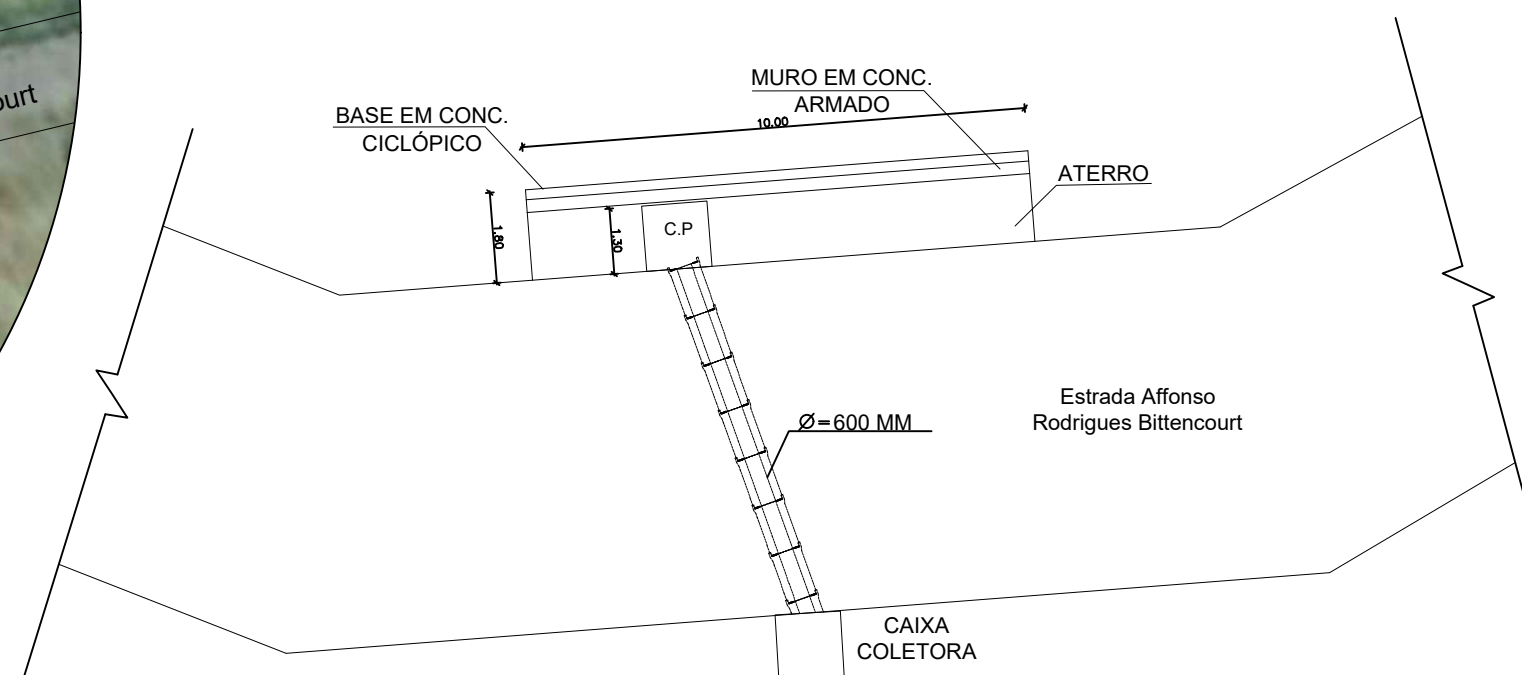 MURO EM CONC.
ARMADO
BASE EM CONC.
CICLÓPICO
10.00
ATERRO
1.80
1.30
C.P
Ø=600 MM
Estrada Affonso
Rodrigues Bittencourt
CAIXA
COLETORA